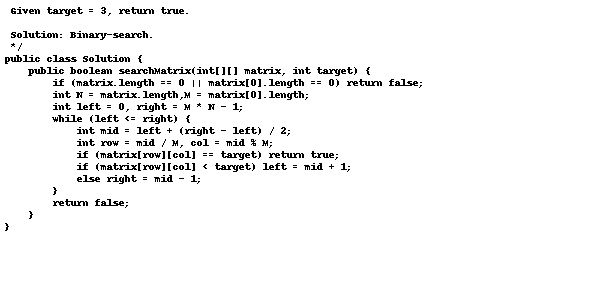 Given target = 3, return true.

Solution: Binary-search.
*/
public class Solution {
    public boolean searchMatrix(int[][] matrix, int target) {
        if (matrix.length == 0 || matrix[0].length == 0) return false;
        int N = matrix.length,M = matrix[0].length;
        int left = 0, right = M * N - 1;
        while (left <= right) {
            int mid = left + (right - left) / 2;
            int row = mid / M, col = mid % M;
            if (matrix[row][col] == target) return true;
            if (matrix[row][col] < target) left = mid + 1;
            else right = mid - 1;
        }
        return false;
    }
}